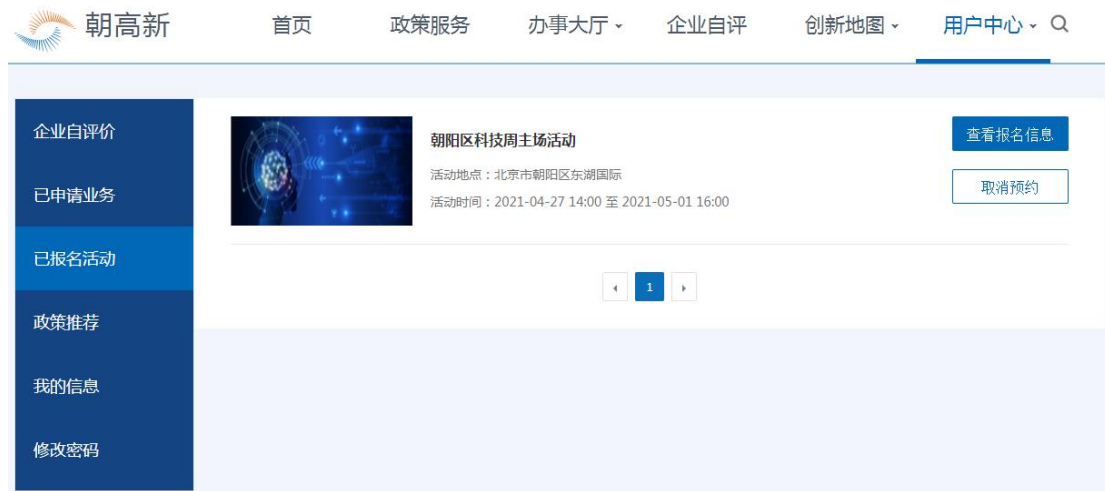 朝高新 首页 政策服务 办事大厅 企业自评 创新地图 用户中心
企业自评价
已申请业务
已报名活动
政策推荐
我的信息
修改密码
朝阳区科技周主场活动
活动地点：北京市朝阳区东湖国际
活动时间：2021-04-27 14:00 至 2021-05-01 16:00
查看报名信息
取消预约
1